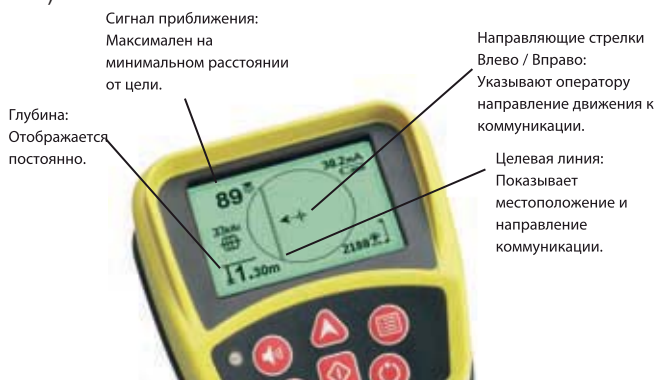 Сигнал приближения:
Максимален на
минимальном расстоянии
от цели.
Направляющие стрелки
Влево / Вправо:
Указывают оператору
направление движения к
коммуникации.
Глубина:
Отображается
постоянно.
Целевая линия:
Показывает
местоположение и
направление
коммуникации.
89
30.2mA
2188
1.30m